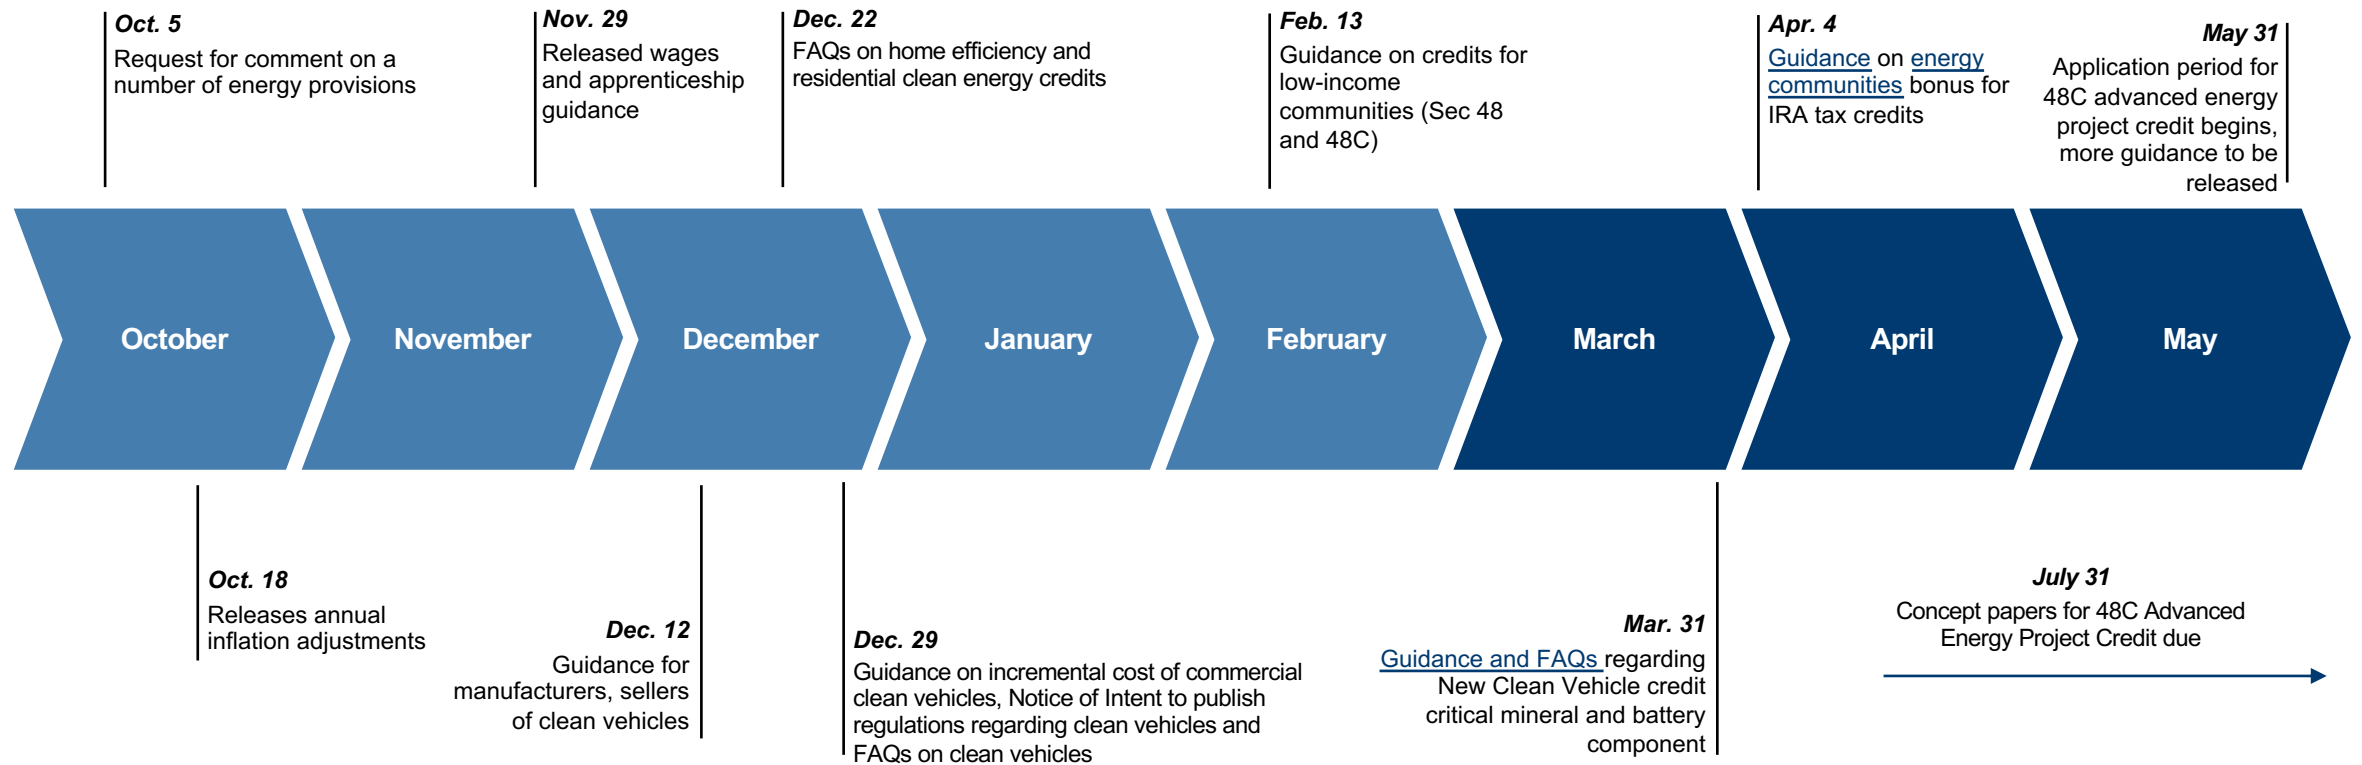 Oct. 5
Request for comment on a
number of energy provisions
Nov. 29
Released wages
and apprenticeship
guidance
Dec. 22
FAQs on home efficiency and
residential clean energy credits
Feb. 13
Guidance on credits for
low-income
communities (Sec 48
and 48C)
Apr. 4
Guidance on energy
communities bonus for
IRA tax credits
May 31
Application period for
48C advanced energy
project credit begins,
more guidance to be
released
October
November
December
January
February
March
April
May
Oct. 18
Releases annual
inflation adjustments
Dec. 12
Guidance for
manufacturers, sellers
of clean vehicles
Dec. 29
Guidance on incremental cost of commercial
clean vehicles, Notice of Intent to publish
regulations regarding clean vehicles and
FAQs on clean vehicles
Mar. 31
Guidance and FAQs regarding
New Clean Vehicle credit
critical mineral and battery
component
July 31
Concept papers for 48C Advanced
Energy Project Credit due